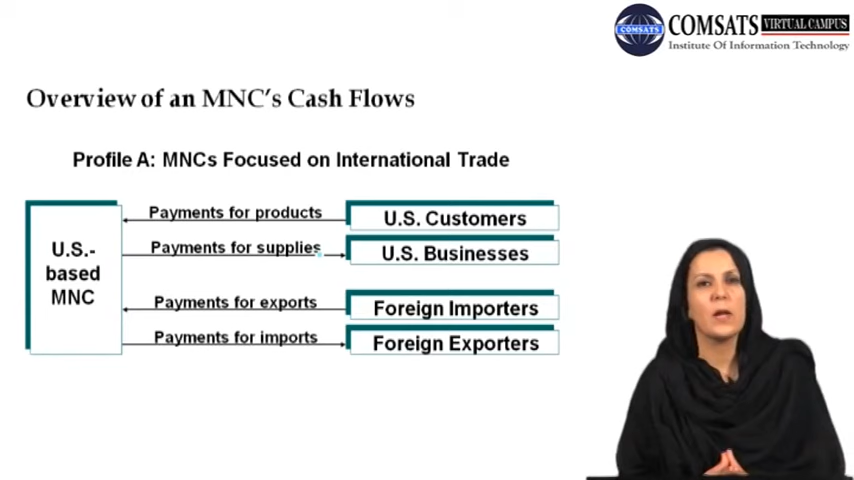 COMSATS
COMSATS VIRTUAL CAMPUS
Institute Of Information Technology
Overview of an MNC's Cash Flows
Profile A: MNCs Focused on International Trade
U.S.-
based
MNC
Payments for products
U.S. Customers
Payments for supplies
U.S. Businesses
Payments for exports
Foreign Importers
Payments for imports
Foreign Exporters